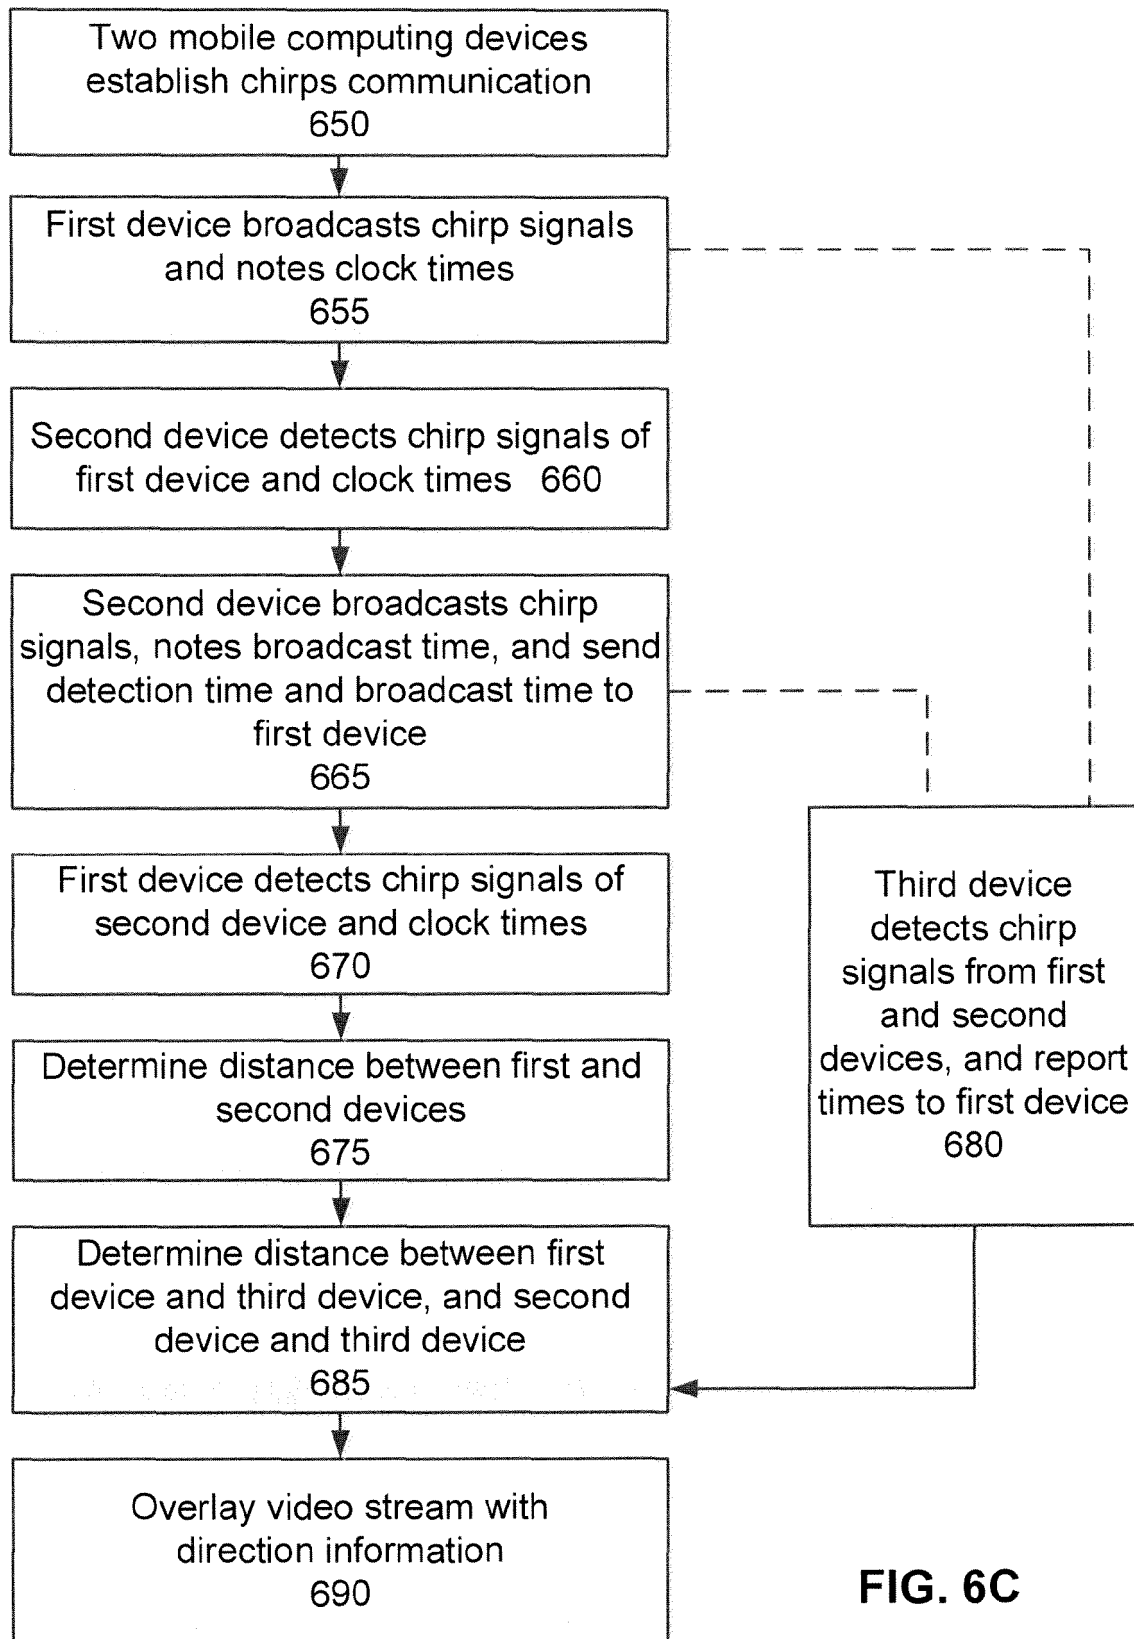 Two mobile computing devices
establish chirps communication
650
First device broadcasts chirp signals
and notes clock times
655
Second device detects chirp signals of
first device and clock times 660
Second device broadcasts chirp
signals, notes broadcast time, and send
detection time and broadcast time to
first device
665
First device detects chirp signals of
second device and clock times
670
Determine distance between first and
second devices
675
Third device
detects chirp
signals from first
and second
devices, and report
times to first device
680
Determine distance between first
device and third device, and second
device and third device
685
Overlay video stream with
direction information
690
FIG. 6C